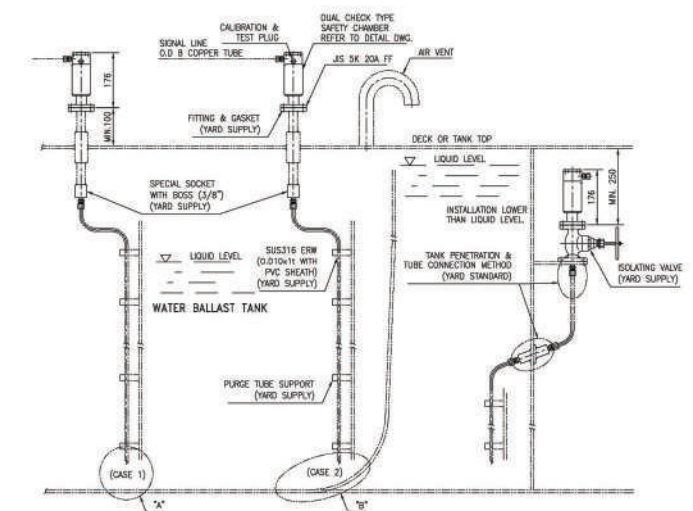 CALIBRATION &
TEST PLUG
DUAL CHECK TYPE
SAFETY CHAMBER
REFER TO DETAIL DWG.
SIGNAL LINE
O.D 8 COPPER TUBE
JIS 5K 20A FF
AIR VENT
176
MIN.100
FITTING & GASKET
(YARD SUPPLY)
DECK OR TANK TOP
LIQUID LEVEL
INSTALLATION LOWER
THAN LIQUID LEVEL.
176
MIN. 250
SPECIAL SOCKET
WITH BOSS (3/8")
(YARD SUPPLY)
LIQUID LEVEL
WATER BALLAST TANK
SUS316 ERW
(0.010x1t WITH
PVC SHEATH)
(YARD SUPPLY)
TANK PENETRATION &
TUBE CONNECTION METHOD
(YARD STANDARD)
ISOLATING VALVE
(YARD SUPPLY)
PURGE TUBE SUPPORT
(YARD SUPPLY)
(CASE 1)
(CASE 2)
"A"
"B"